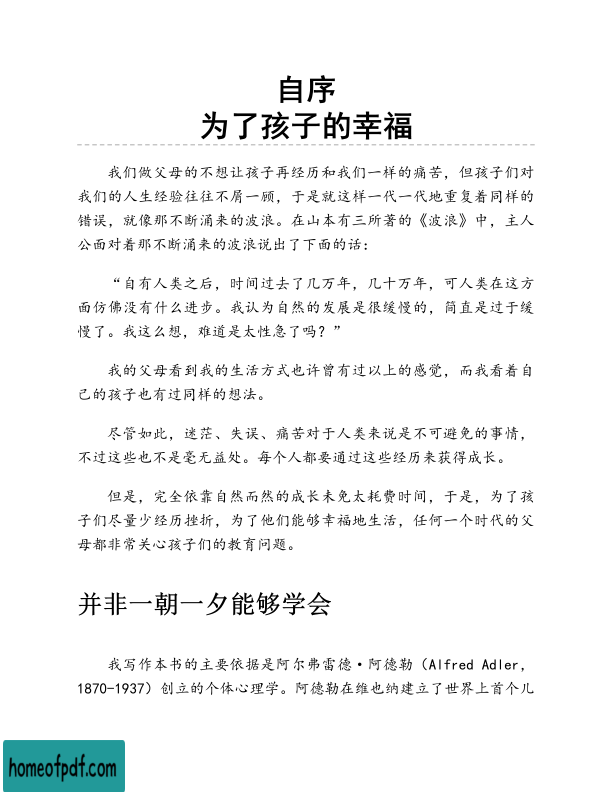 自序
为了孩子的幸福
我们做父母的不想让孩子再经历和我们一样的痛苦，但孩子们对
我们的人生经验往往不屑一顾，于是就这样一代一代地重复着同样的
错误，就像那不断涌来的波浪。在山本有三所著的《波浪》中，主人
公面对着那不断涌来的波浪说出了下面的话：
“自有人类之后，时间过去了几万年，几十万年，可人类在这方
面仿佛没有什么进步。我认为自然的发展是很缓慢的，简直是过于缓
慢了。我这么想，难道是太性急了吗？”
我的父母看到我的生活方式也许曾有过以上的感觉，而我看着自
己的孩子也有过同样的想法。
尽管如此，迷茫、失误、痛苦对于人类来说是不可避免的事情，
不过这些也不是毫无益处。每个人都要通过这些经历来获得成长。
但是，完全依靠自然而然的成长未免太耗费时间，于是，为了孩
子们尽量少经历挫折，为了他们能够幸福地生活，任何一个时代的父
母都非常关心孩子们的教育问题。
并非一朝一夕能够学会
我写作本书的主要依据是阿尔弗雷德·阿德勒（Alfred Adler，
1870-1937）创立的个体心理学。阿德勒在维也纳建立了世界上首个儿
homeofpdf.com